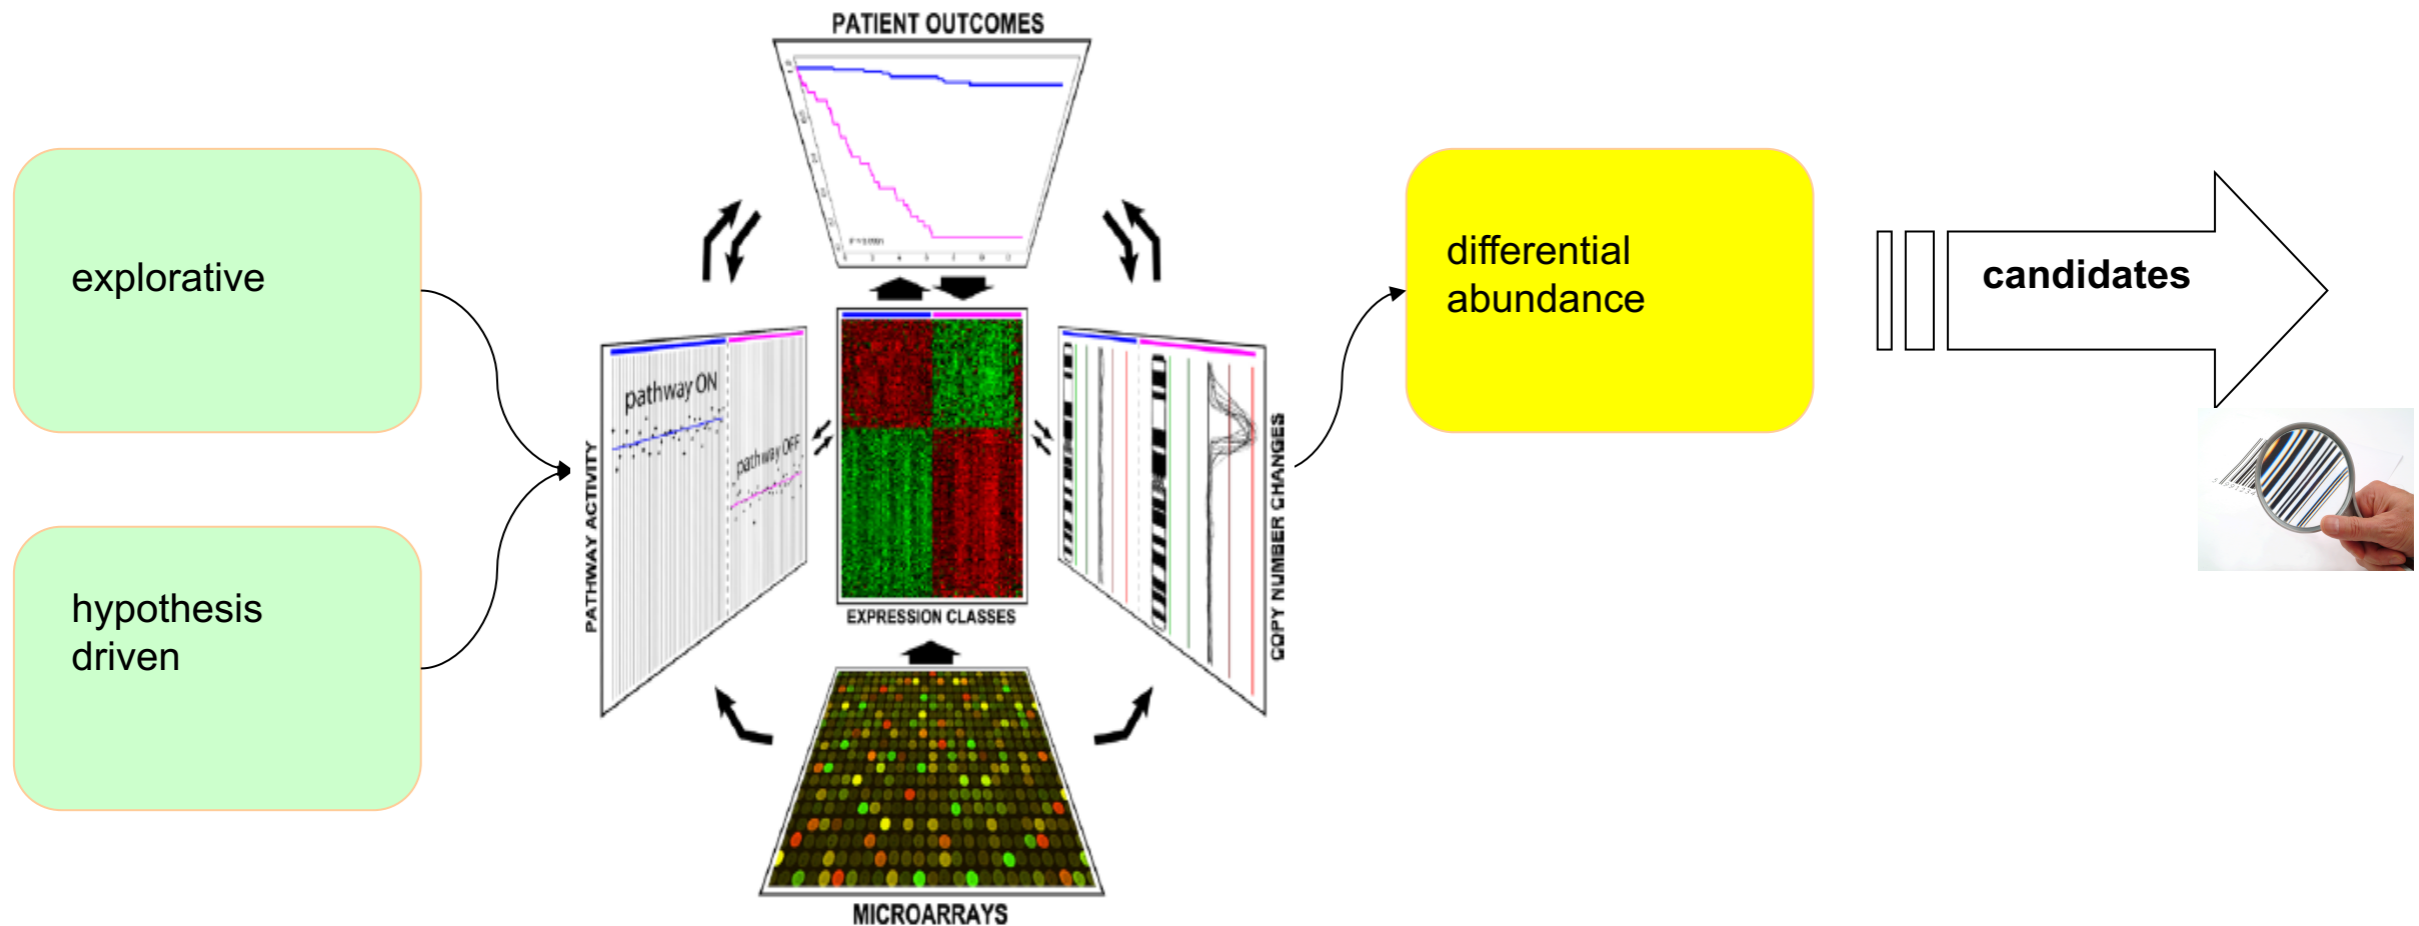 PATIENT OUTCOMES
explorative
hypothesis
driven
PATHWAY ACTIVITY
pathway ON
pathway OFF
EXPRESSION CLASSES
COPY NUMBER CHANGES
MICROARRAYS
differential
abundance
candidates